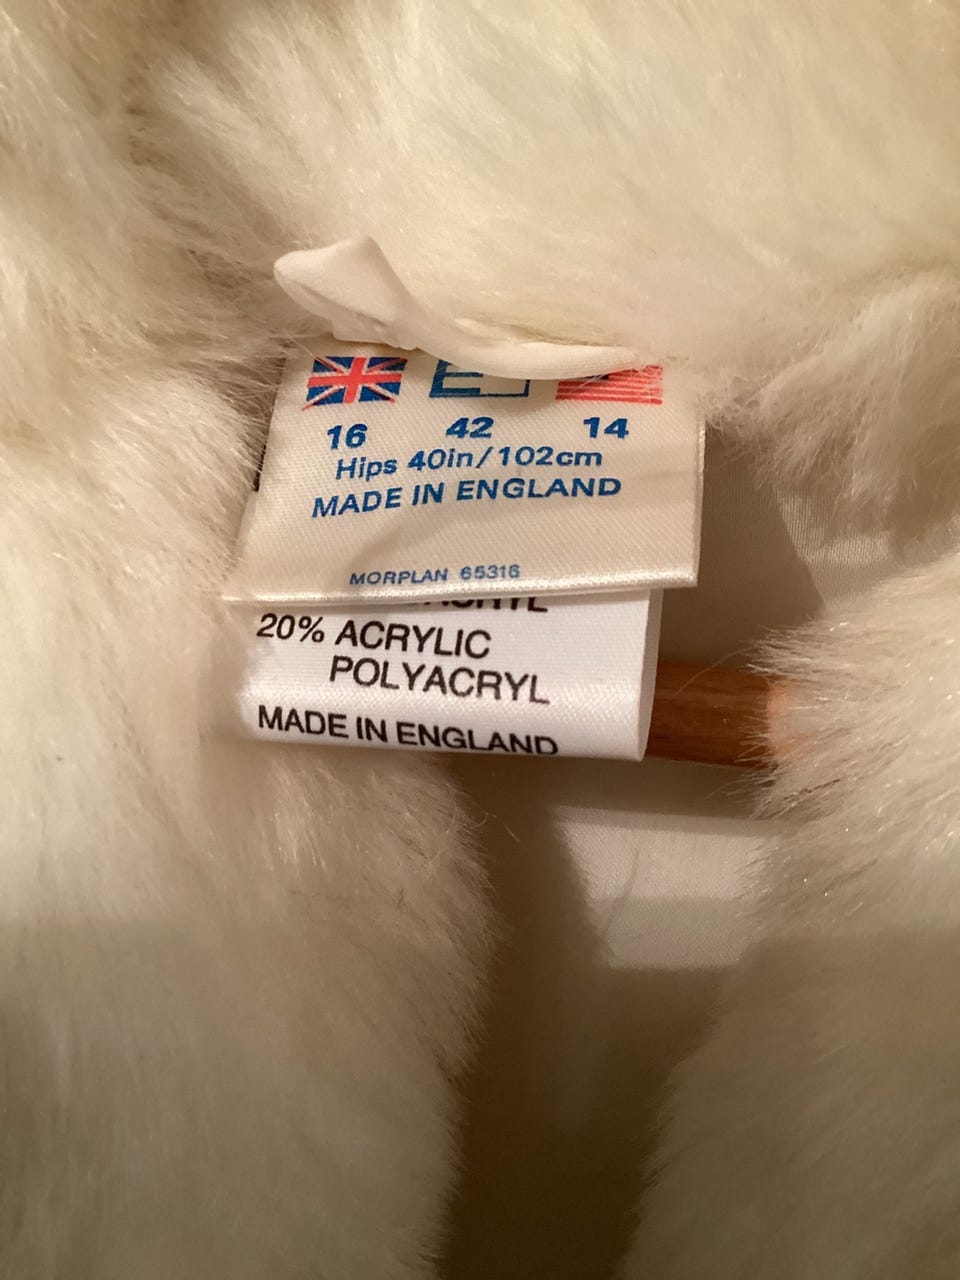 E
16 42 14
Hips 40in/102cm
MADE IN ENGLAND
MORPLAN 65316
20% ACRYLIC
POLYACRYL
MADE IN ENGLAND